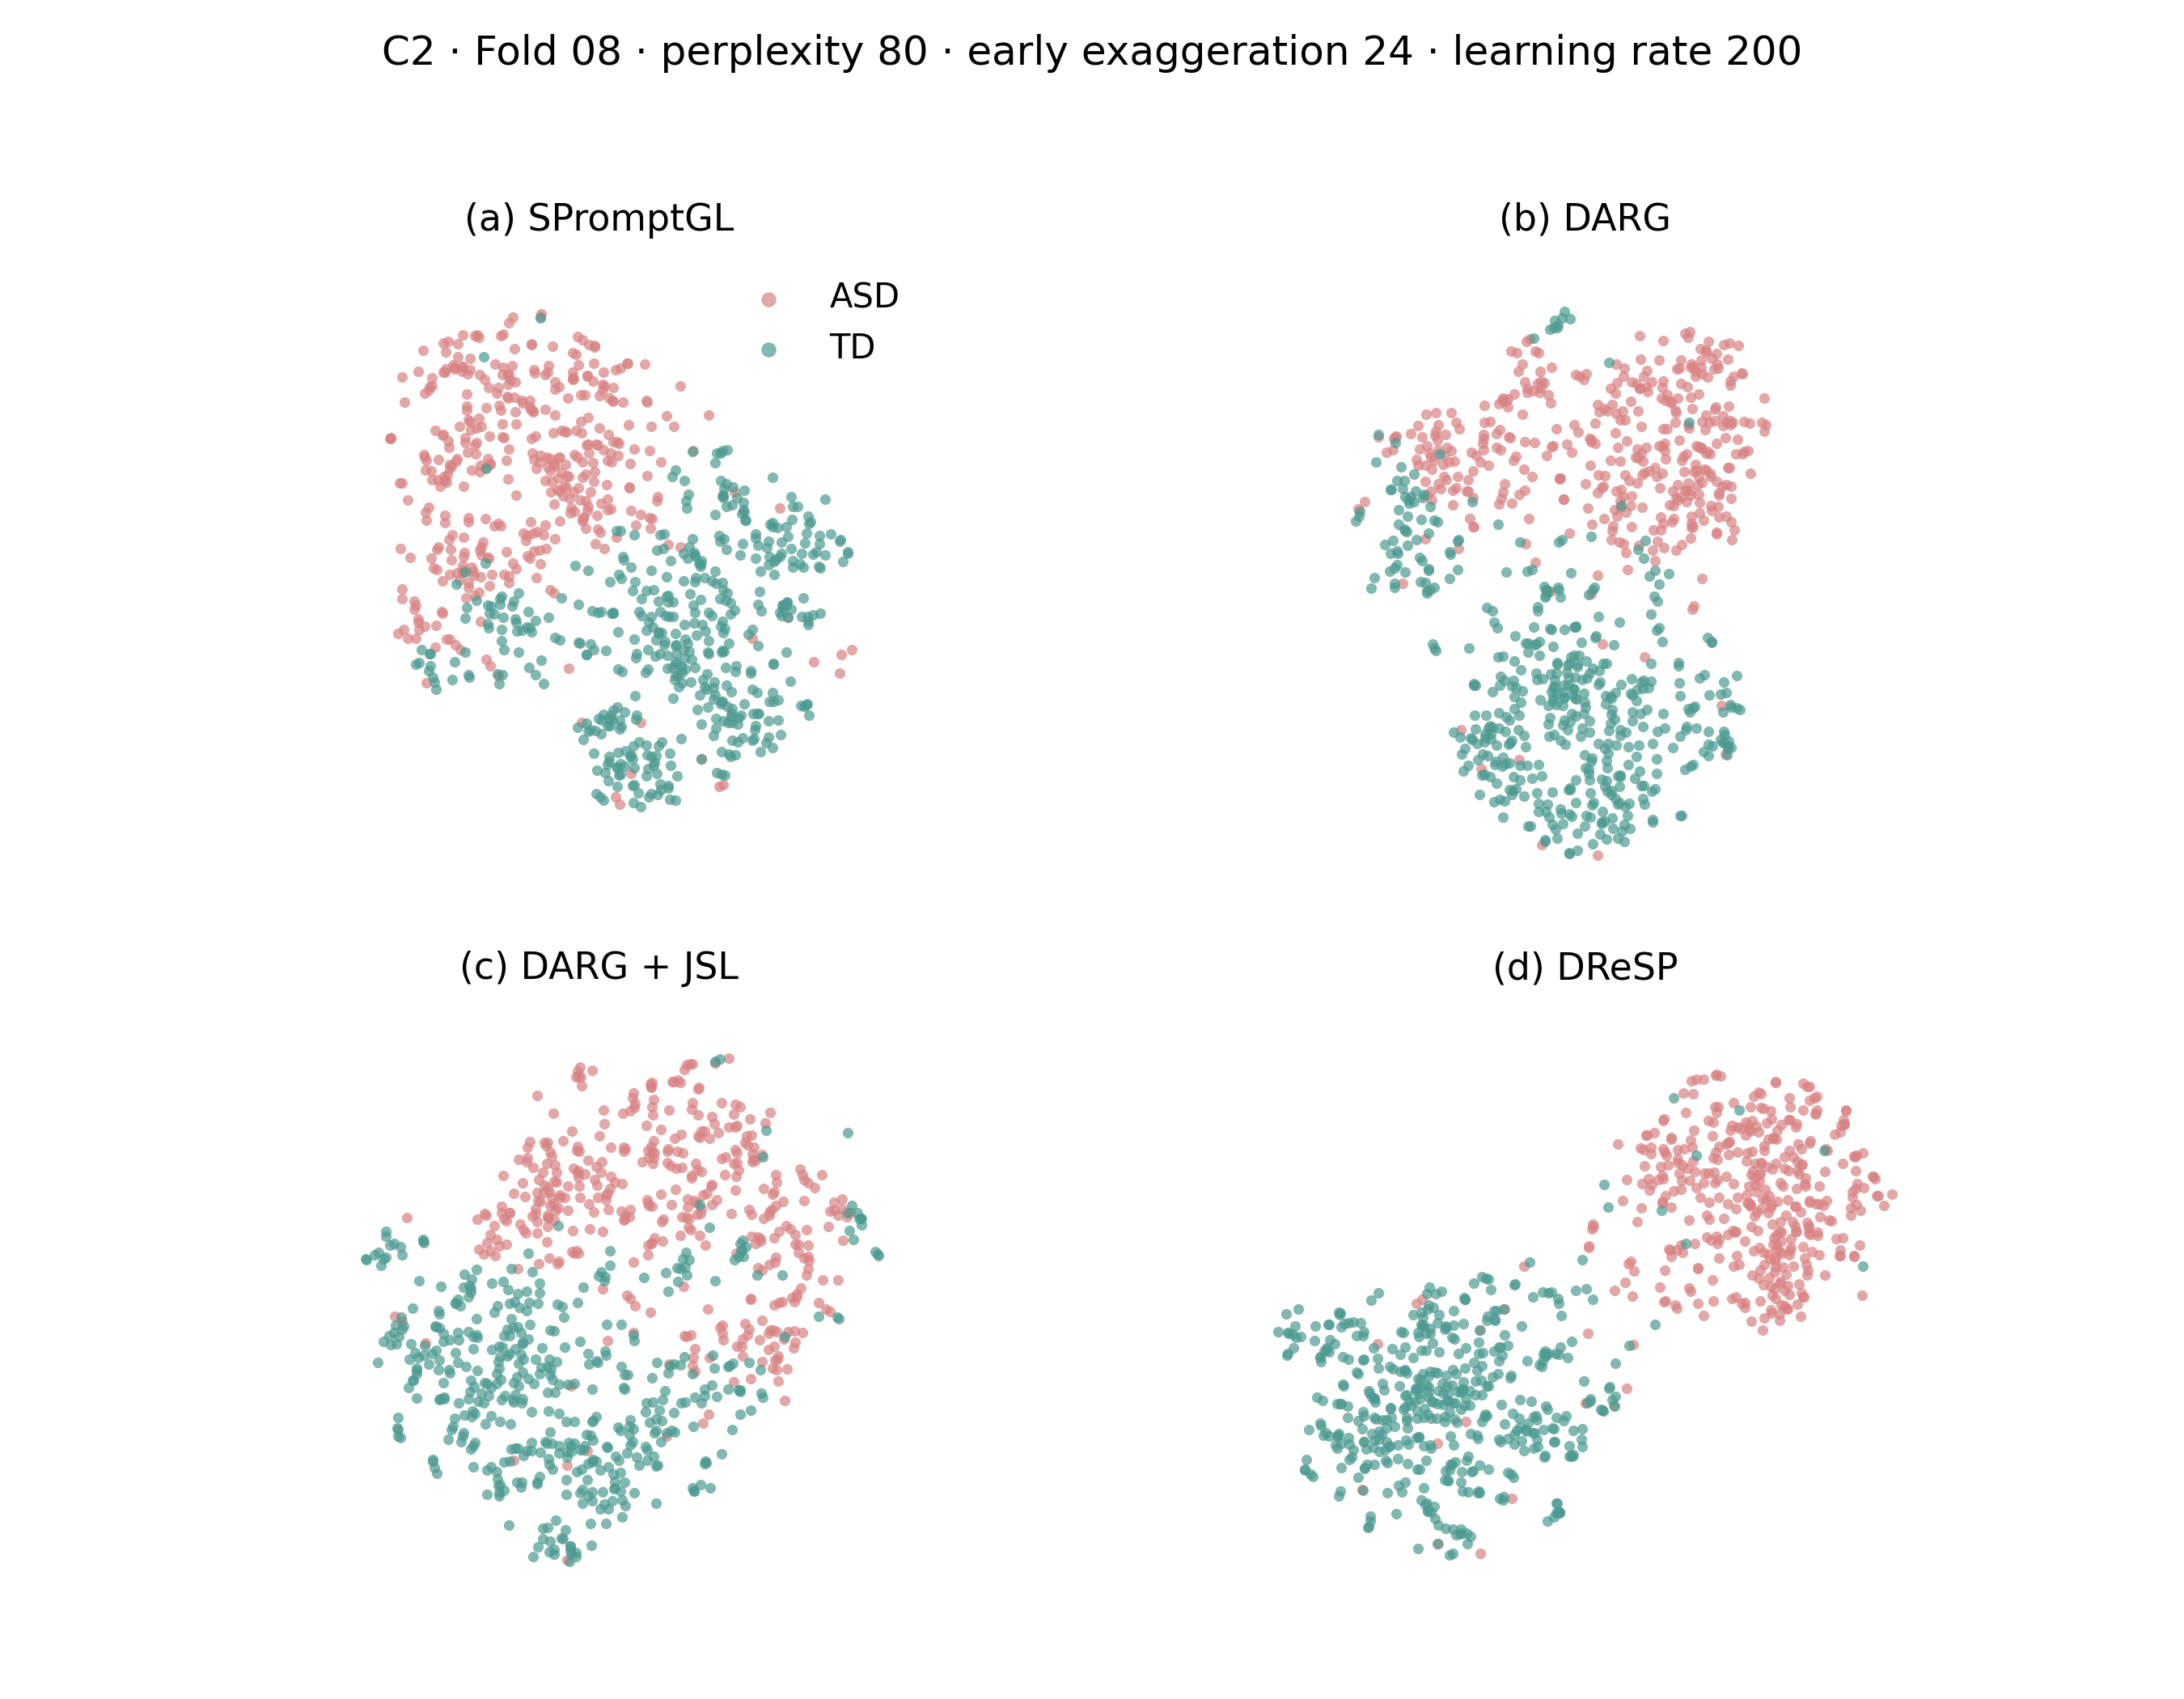 C2 · Fold 08 · perplexity 80 · early exaggeration 24 · learning rate 200
(a) SPromptGL
(b) DARG
ASD
TD
(c) DARG + JSL
(d) DReSP